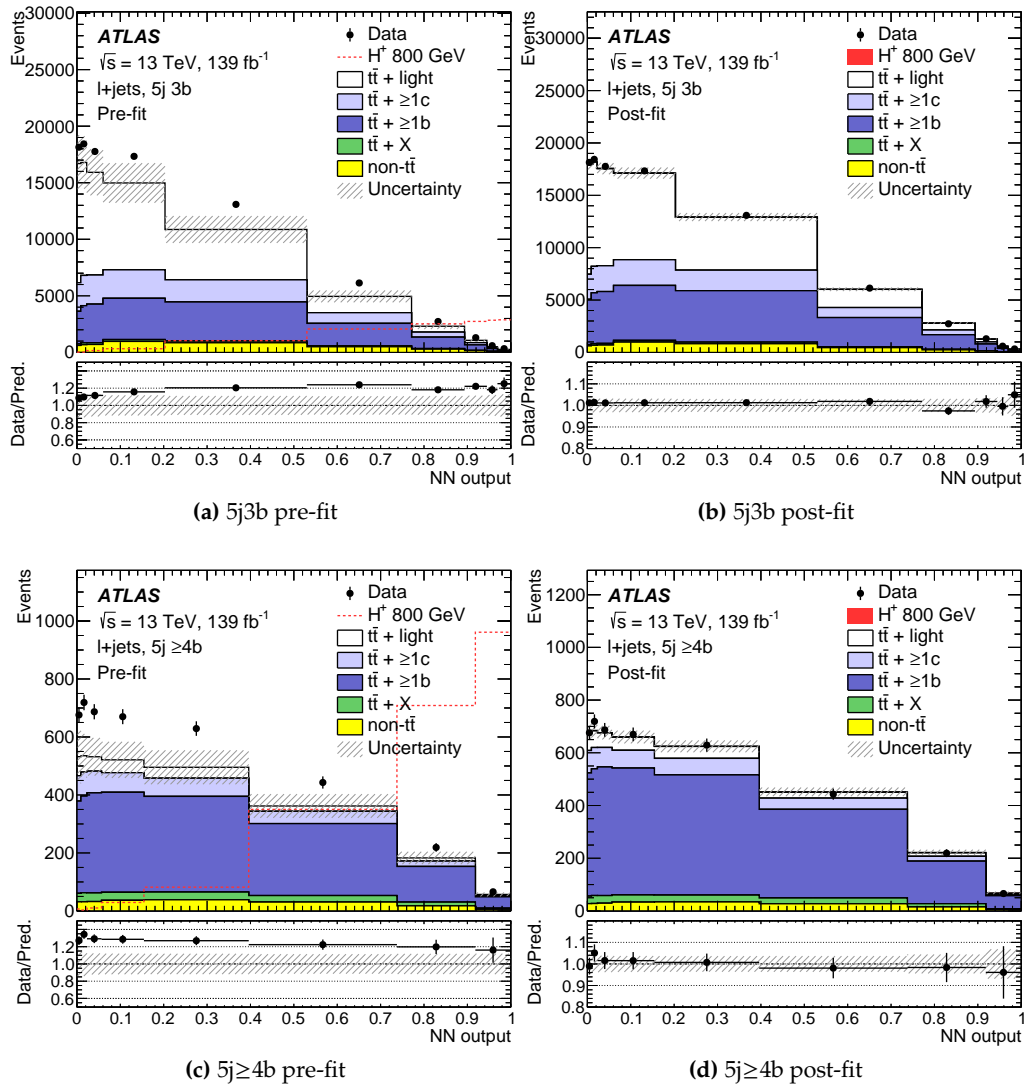 Events
30000
25000
20000
15000
10000
5000
0
ATLAS
√s = 13 TeV, 139 fb⁻¹
l+jets, 5j 3b
Pre-fit
Data
H⁺ 800 GeV
tt̄ + light
tt̄ + ≥1c
tt̄ + ≥1b
tt̄ + X
non-tt̄
Uncertainty
Data/Pred.
1.2
1.0
0.8
0.6
0 0.1 0.2 0.3 0.4 0.5 0.6 0.7 0.8 0.9 1
NN output
(a) 5j3b pre-fit
Events
30000
25000
20000
15000
10000
5000
0
ATLAS
√s = 13 TeV, 139 fb⁻¹
l+jets, 5j 3b
Post-fit
Data
H⁺ 800 GeV
tt̄ + light
tt̄ + ≥1c
tt̄ + ≥1b
tt̄ + X
non-tt̄
Uncertainty
Data/Pred.
1.1
1.0
0.9
0.8
0 0.1 0.2 0.3 0.4 0.5 0.6 0.7 0.8 0.9 1
NN output
(b) 5j3b post-fit
Events
1000
800
600
400
200
0
ATLAS
√s = 13 TeV, 139 fb⁻¹
l+jets, 5j ≥4b
Pre-fit
Data
H⁺ 800 GeV
tt̄ + light
tt̄ + ≥1c
tt̄ + ≥1b
tt̄ + X
non-tt̄
Uncertainty
Data/Pred.
1.2
1.0
0.8
0.6
0 0.1 0.2 0.3 0.4 0.5 0.6 0.7 0.8 0.9 1
NN output
(c) 5j≥4b pre-fit
Events
1200
1000
800
600
400
200
0
ATLAS
√s = 13 TeV, 139 fb⁻¹
l+jets, 5j ≥4b
Post-fit
Data
H⁺ 800 GeV
tt̄ + light
tt̄ + ≥1c
tt̄ + ≥1b
tt̄ + X
non-tt̄
Uncertainty
Data/Pred.
1.1
1.0
0.9
0.8
0 0.1 0.2 0.3 0.4 0.5 0.6 0.7 0.8 0.9 1
NN output
(d) 5j≥4b post-fit